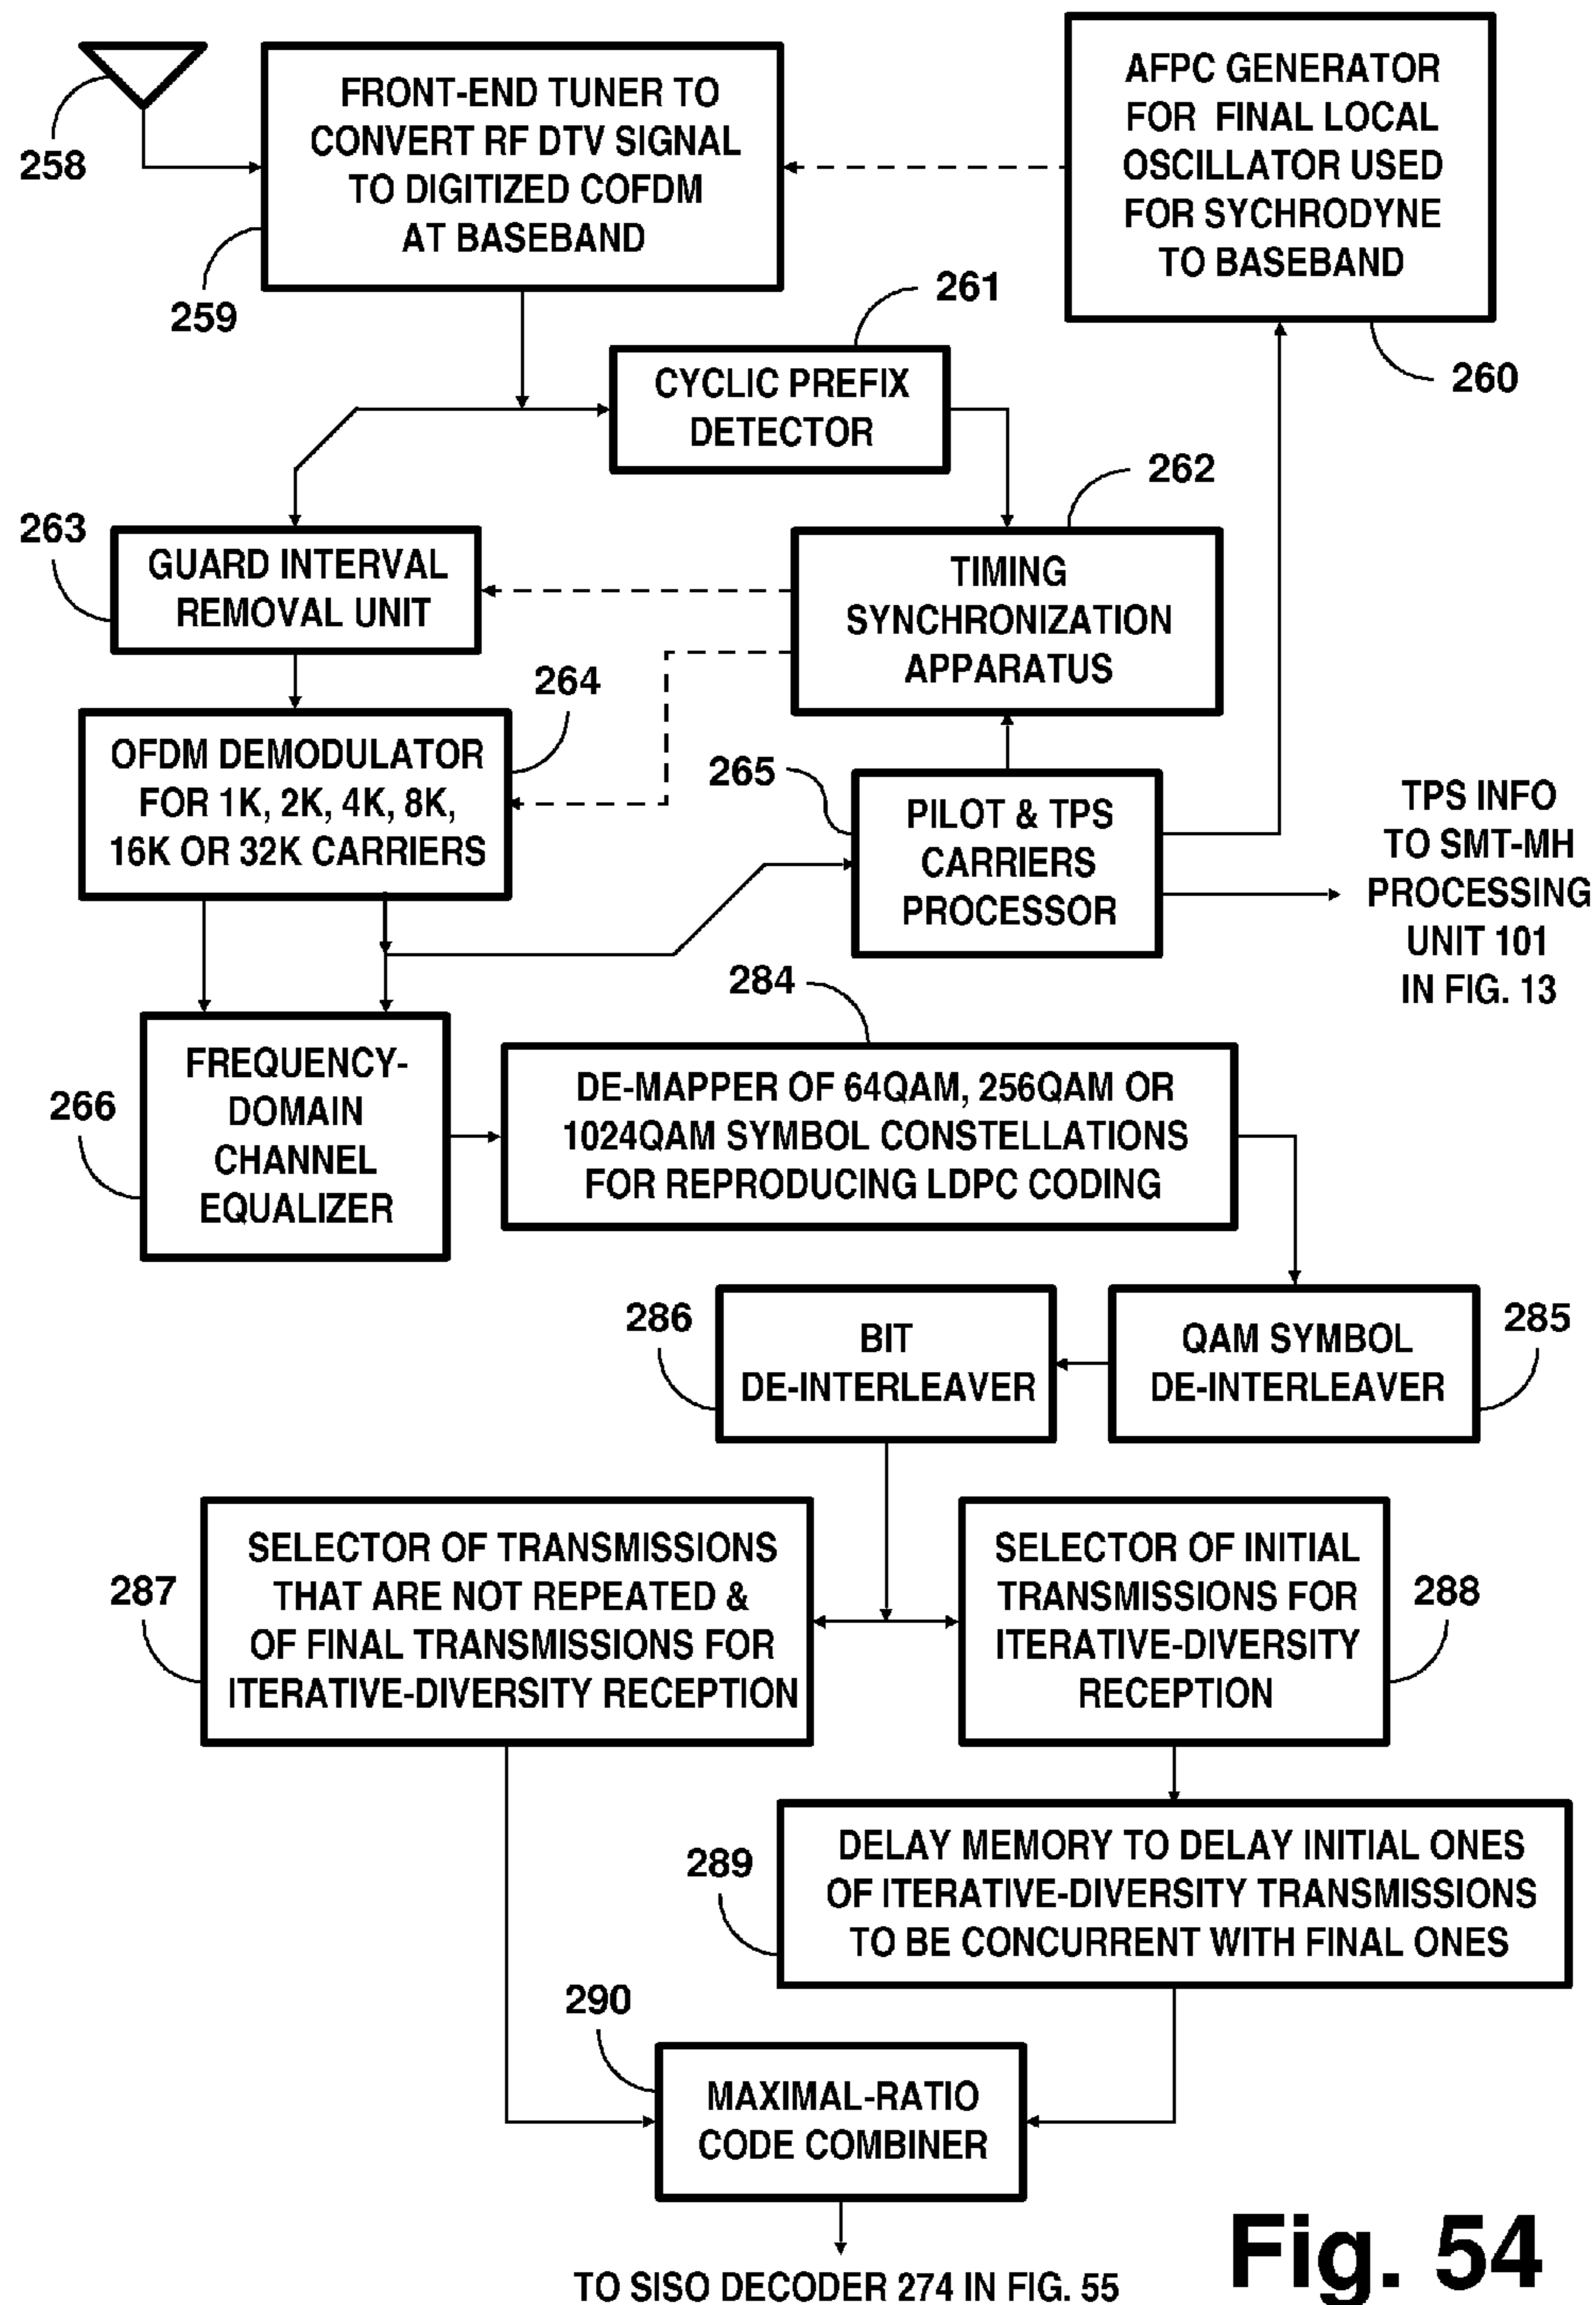 FRONT-END TUNER TO
CONVERT RF DTV SIGNAL
TO DIGITIZED COFDM
AT BASEBAND
AFPC GENERATOR
FOR FINAL LOCAL
OSCILLATOR USED
FOR SYCHRODYNE
TO BASEBAND
258
259
261
260
CYCLIC PREFIX
DETECTOR
262
263
GUARD INTERVAL
REMOVAL UNIT
TIMING
SYNCHRONIZATION
APPARATUS
264
OFDM DEMODULATOR
FOR 1K, 2K, 4K, 8K,
16K OR 32K CARRIERS
265
PILOT & TPS
CARRIERS
PROCESSOR
TPS INFO
TO SMT-MH
PROCESSING
UNIT 101
IN FIG. 13
284
266
FREQUENCY-
DOMAIN
CHANNEL
EQUALIZER
DE-MAPPER OF 64QAM, 256QAM OR
1024QAM SYMBOL CONSTELLATIONS
FOR REPRODUCING LDPC CODING
286
BIT
DE-INTERLEAVER
QAM SYMBOL
DE-INTERLEAVER
285
287
SELECTOR OF TRANSMISSIONS
THAT ARE NOT REPEATED &
OF FINAL TRANSMISSIONS FOR
ITERATIVE-DIVERSITY RECEPTION
SELECTOR OF INITIAL
TRANSMISSIONS FOR
ITERATIVE-DIVERSITY
RECEPTION
288
289
DELAY MEMORY TO DELAY INITIAL ONES
OF ITERATIVE-DIVERSITY TRANSMISSIONS
TO BE CONCURRENT WITH FINAL ONES
290
MAXIMAL-RATIO
CODE COMBINER
TO SISO DECODER 274 IN FIG. 55
Fig. 54